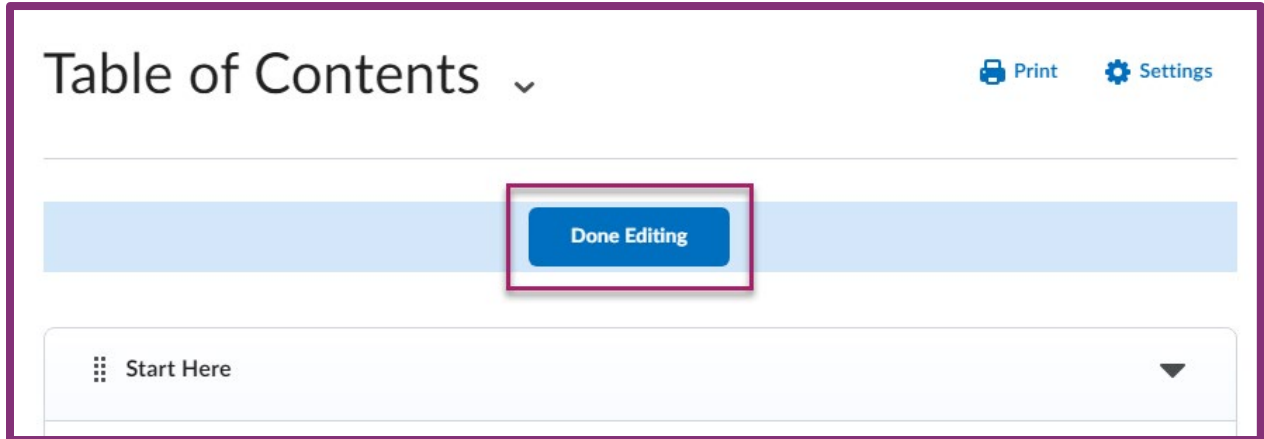 Table of Contents
Print
Settings
Done Editing
Start Here